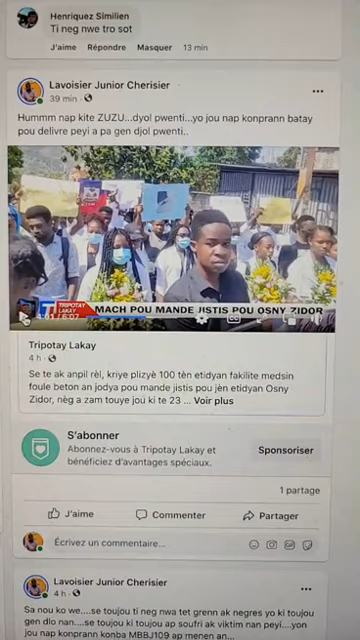 Henriquez Similien
Ti neg nwe tro sot
J'aime Répondre Masquer 13 min
Lavoisier Junior Cherisier
39 min ·
Hummm nap kite ZUZU...dyol pwenti...yo jou nap konprann batay
pou delivre peyi a pa gen djol pwenti..
TRIPOTAY
LAKAY
MACH POU MANDE JISTIS POU OSNY ZIDOR
Tripotay Lakay
4 h ·
Se te ak anpil rèl, kriye plizyè 100 tèn etidyan fakilite medsin
foule beton an jodya pou mande jistis pou jèn etidyan Osny
Zidor, nèg a zam touye jou ki te 23 ... Voir plus
S'abonner
Abonnez-vous à Tripotay Lakay et
bénéficiez d'avantages spéciaux.
Sponsoriser
1 partage
J'aime Commenter Partager
Écrivez un commentaire...
Lavoisier Junior Cherisier
4 h ·
Sa nou ko we....se toujou ti neg nwa tet grenn ak negres yo ki toujou
gen dlo nan....se toujou ki toujou ap soufri ak viktim nan peyi....yon
jou nap konprann konba MBBJ109 ap menen an...